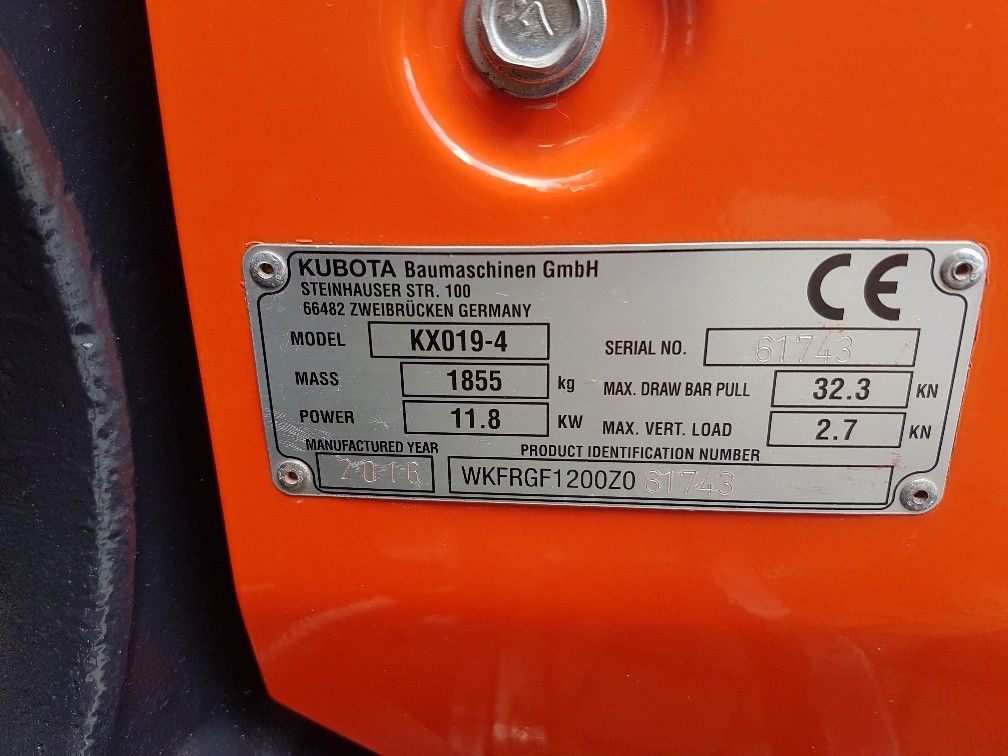 KUBOTA Baumaschinen GmbH
STEINHAUSER STR. 100
66482 ZWEIBRÜCKEN GERMANY
CE
MODEL KX019-4 SERIAL NO. 61743
MASS 1855 kg MAX. DRAW BAR PULL 32.3 KN
POWER 11.8 KW MAX. VERT. LOAD 2.7 KN
MANUFACTURED YEAR PRODUCT IDENTIFICATION NUMBER
2016 WKFRGF1200Z061743